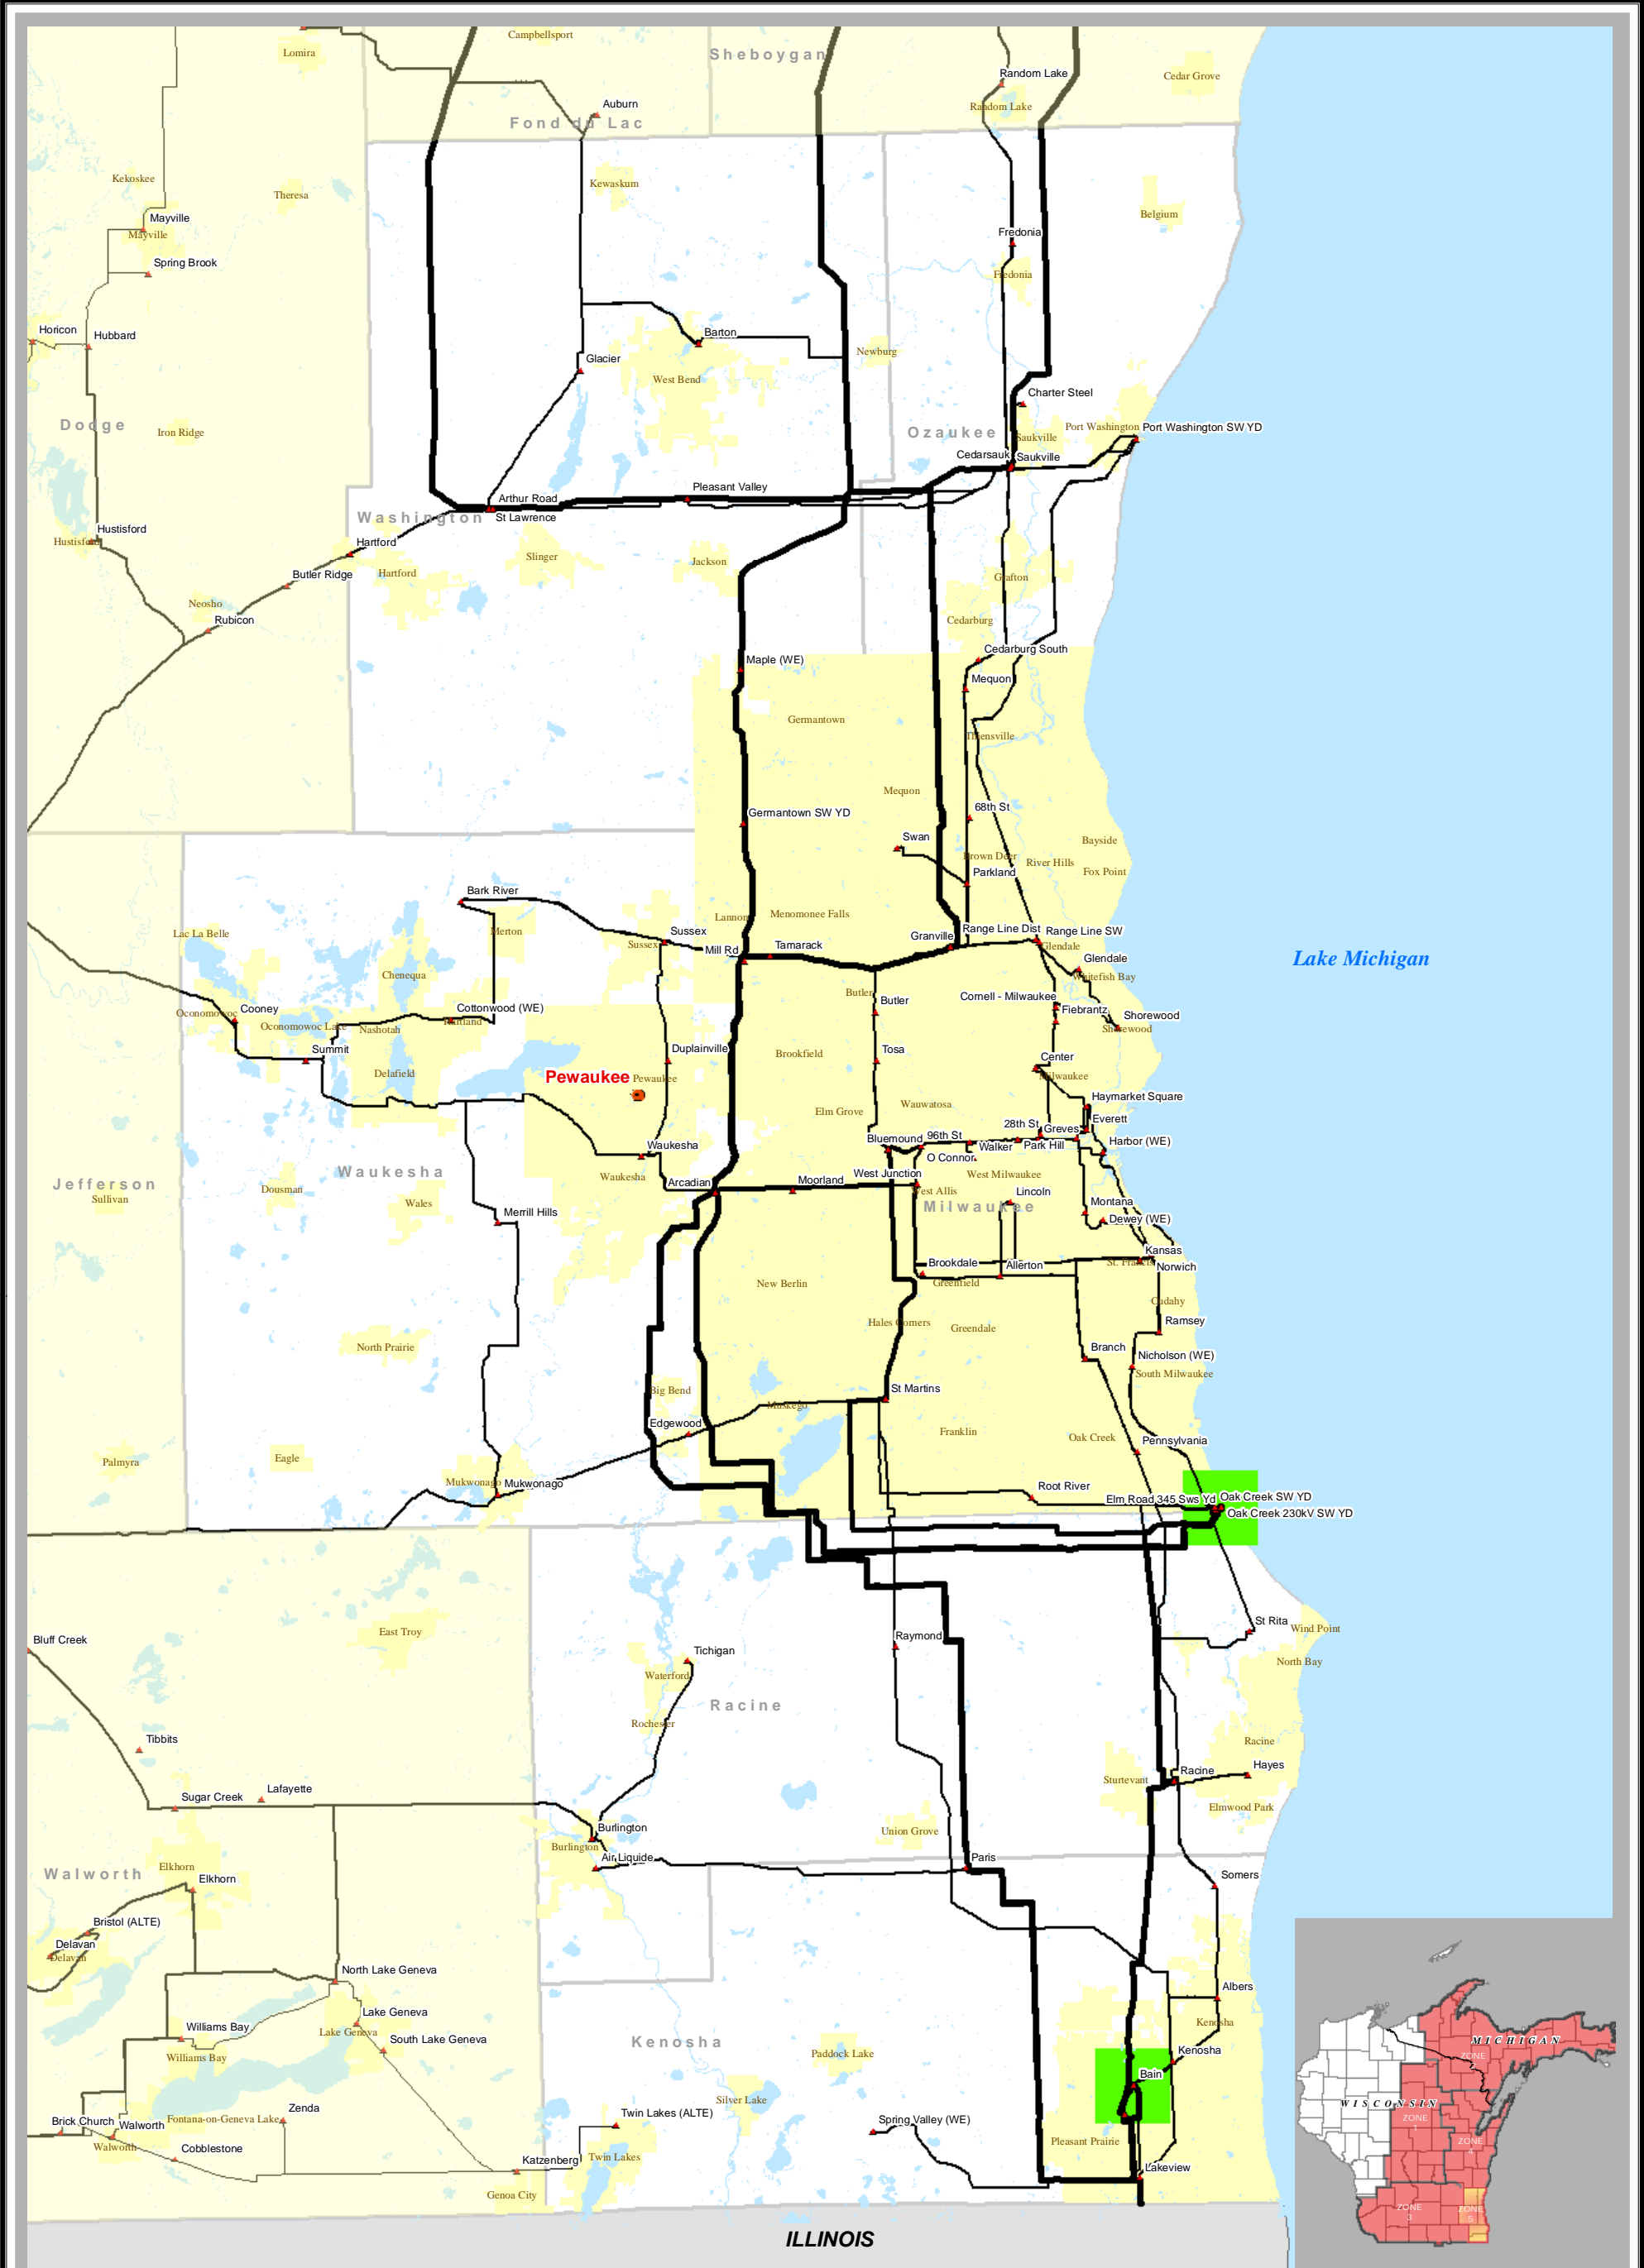 Campbellsport
Lomira
Sheboygan
Random Lake
Cedar Grove
Auburn
Random Lake
Fond du Lac
Kekoskee
Kewaskum
Theresa
Belgium
Mayville
Mayville
Fredonia
Spring Brook
Fredonia
Horicon
Hubbard
Barton
Newburg
Glacier
West Bend
Charter Steel
Dodge
Iron Ridge
Ozaukee
Port Washington
Port Washington SW YD
Saukville
Cedarsauk
Saukville
Pleasant Valley
Arthur Road
Washington
St Lawrence
Hustisford
Hustisford
Hartford
Slinger
Jackson
Butler Ridge
Hartford
Grafton
Neosho
Rubicon
Cedarburg
Cedarburg South
Maple (WE)
Mequon
Germantown
Thiensville
Mequon
68th St
Germantown SW YD
Swan
Bayside
Brown Deer
River Hills
Parkland
Fox Point
Bark River
Lannon
Menomonee Falls
Lac La Belle
Merton
Sussex
Sussex
Mill Rd
Tamarack
Granville
Range Line Dist
Range Line SW
Glendale
Glendale
Lake Michigan
Chenequa
Whitefish Bay
Butler
Butler
Cornell - Milwaukee
Fiebrantz
Oconomowoc
Cooney
Cottonwood (WE)
Hartland
Oconomowoc Lake
Nashotah
Shorewood
Shorewood
Summit
Duplainville
Brookfield
Tosa
Center
Milwaukee
Delafield
Pewaukee
Pewaukee
Haymarket Square
Elm Grove
Wauwatosa
Everett
28th St
Greves
Bluemound
96th St
Walker
Park Hill
Harbor (WE)
Waukesha
O Connor
Waukesha
Waukesha
West Junction
West Milwaukee
Jefferson
Sullivan
Dousman
Wales
Arcadian
Moorland
West Allis
Lincoln
Milwaukee
Merrill Hills
Montana
Dewey (WE)
Kansas
Brookdale
Allerton
St. Francis
Norwich
New Berlin
Greenfield
Cudahy
Hales Corners
Greendale
Ramsey
North Prairie
Branch
Nicholson (WE)
South Milwaukee
Big Bend
St Martins
Muskego
Edgewood
Franklin
Oak Creek
Pennsylvania
Palmyra
Eagle
Mukwonago
Mukwonago
Root River
Elm Road 345 Sws Yd
Oak Creek SW YD
Oak Creek 230kV SW YD
East Troy
Bluff Creek
St Rita
Wind Point
Raymond
Tichigan
North Bay
Waterford
Racine
Rochester
Tibbits
Racine
Hayes
Racine
Sturtevant
Lafayette
Sugar Creek
Elmwood Park
Burlington
Union Grove
Burlington
Air Liquide
Paris
Walworth
Elkhorn
Elkhorn
Somers
Bristol (ALTE)
Delavan
Delavan
North Lake Geneva
Albers
Lake Geneva
Kenosha
Williams Bay
Lake Geneva
South Lake Geneva
Kenosha
Kenosha
Williams Bay
Paddock Lake
Bain
Silver Lake
Zenda
Fontana-on-Geneva Lake
Twin Lakes (ALTE)
Brick Church
Walworth
Spring Valley (WE)
Walworth
Cobblestone
Katzenberg
Twin Lakes
Pleasant Prairie
Lakeview
Genoa City
ILLINOIS
MICHIGAN
ZONE
WISCONSIN
ZONE
1
ZONE
ZONE
3
ZONE
5